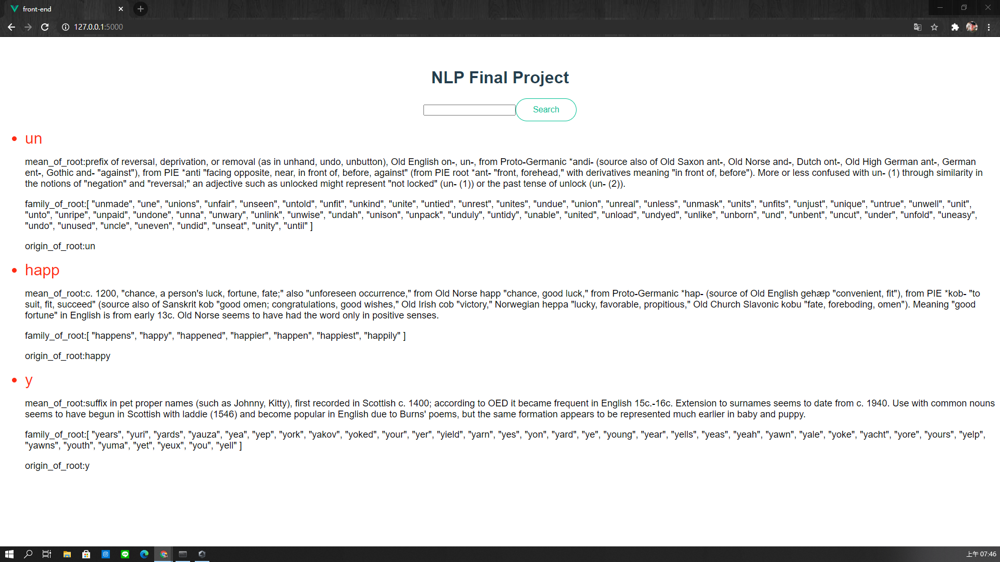 front-end
127.0.0.1:5000
NLP Final Project
Search
un
mean_of_root:prefix of reversal, deprivation, or removal (as in unhand, undo, unbutton), Old English on-, un-, from Proto-Germanic *andi- (source also of Old Saxon ant-, Old Norse and-, Dutch ont-, Old High German ant-, German
ent-, Gothic and- "against"), from PIE *anti "facing opposite, near, in front of, before, against" (from PIE root *ant- "front, forehead," with derivatives meaning "in front of, before"). More or less confused with un- (1) through similarity in
the notions of "negation" and "reversal;" an adjective such as unlocked might represent "not locked" (un- (1)) or the past tense of unlock (un- (2)).
family_of_root:[ "unmade", "une", "unions", "unfair", "unseen", "untold", "unfit", "unkind", "unite", "untied", "unrest", "unites", "undue", "union", "unreal", "unless", "unmask", "units", "unfits", "unjust", "unique", "untrue", "unwell", "unit",
"unto", "unripe", "unpaid", "undone", "unna", "unwary", "unlink", "unwise", "undah", "unison", "unpack", "unduly", "untidy", "unable", "united", "unload", "undyed", "unlike", "unborn", "und", "unbent", "uncut", "under", "unfold", "uneasy",
"undo", "unused", "uncle", "uneven", "undid", "unseat", "unity", "until" ]
origin_of_root:un
happ
mean_of_root:c. 1200, "chance, a person's luck, fortune, fate;" also "unforeseen occurrence," from Old Norse happ "chance, good luck," from Proto-Germanic *hap- (source of Old English gehæp "convenient, fit"), from PIE *kob- "to
suit, fit, succeed" (source also of Sanskrit kob "good omen; congratulations, good wishes," Old Irish cob "victory," Norwegian heppa "lucky, favorable, propitious," Old Church Slavonic kobu "fate, foreboding, omen"). Meaning "good
fortune" in English is from early 13c. Old Norse seems to have had the word only in positive senses.
family_of_root:[ "happens", "happy", "happened", "happier", "happen", "happiest", "happily" ]
origin_of_root:happy
y
mean_of_root:suffix in pet proper names (such as Johnny, Kitty), first recorded in Scottish c. 1400; according to OED it became frequent in English 15c.-16c. Extension to surnames seems to date from c. 1940. Use with common nouns
seems to have begun in Scottish with laddie (1546) and become popular in English due to Burns' poems, but the same formation appears to be represented much earlier in baby and puppy.
family_of_root:[ "years", "yuri", "yards", "yauza", "yea", "yep", "york", "yakov", "yoked", "your", "yer", "yield", "yarn", "yes", "yon", "yard", "ye", "young", "year", "yells", "yeas", "yeah", "yawn", "yale", "yoke", "yacht", "yore", "yours", "yelp",
"yawns", "youth", "yuma", "yet", "yeux", "you", "yell" ]
origin_of_root:y
上午 07:46